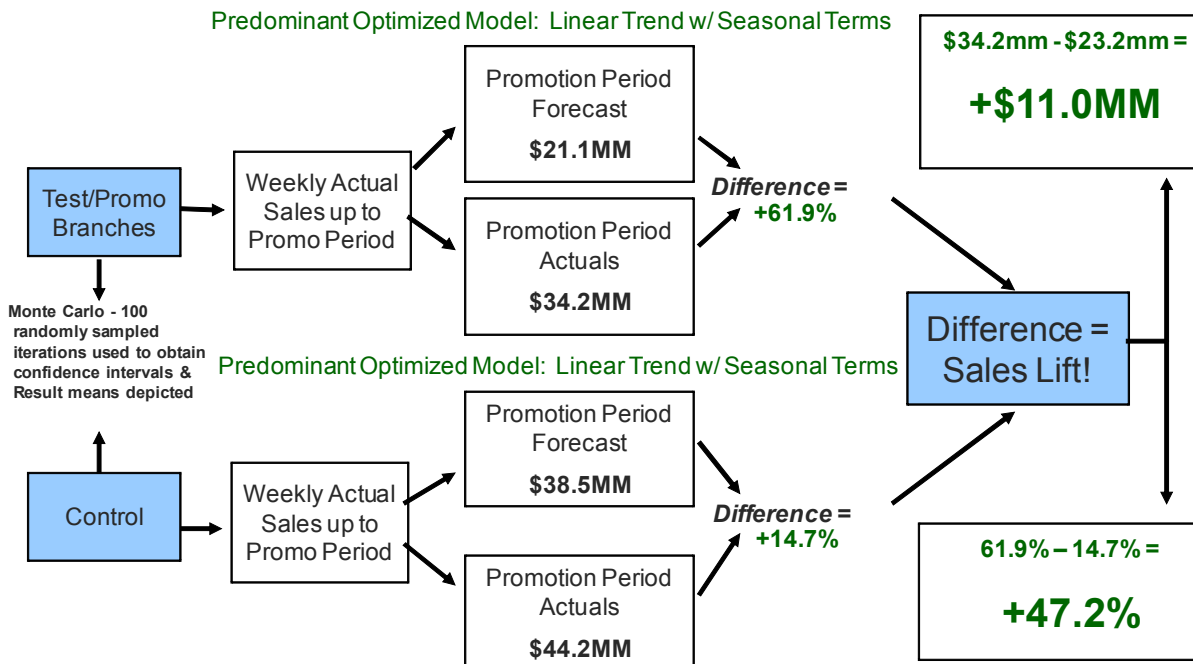 Predominant Optimized Model: Linear Trend w/ Seasonal Terms
$34.2mm - $23.2mm =
+$11.0MM
Promotion Period
Forecast
$21.1MM
Test/Promo
Branches
Weekly Actual
Sales up to
Promo Period
Difference =
+61.9%
Promotion Period
Actuals
$34.2MM
Monte Carlo - 100
randomly sampled
iterations used to obtain
confidence intervals &
Result means depicted
Difference =
Sales Lift!
Predominant Optimized Model: Linear Trend w/ Seasonal Terms
Promotion Period
Forecast
$38.5MM
Control
Weekly Actual
Sales up to
Promo Period
Difference =
+14.7%
Promotion Period
Actuals
$44.2MM
61.9% – 14.7% =
+47.2%